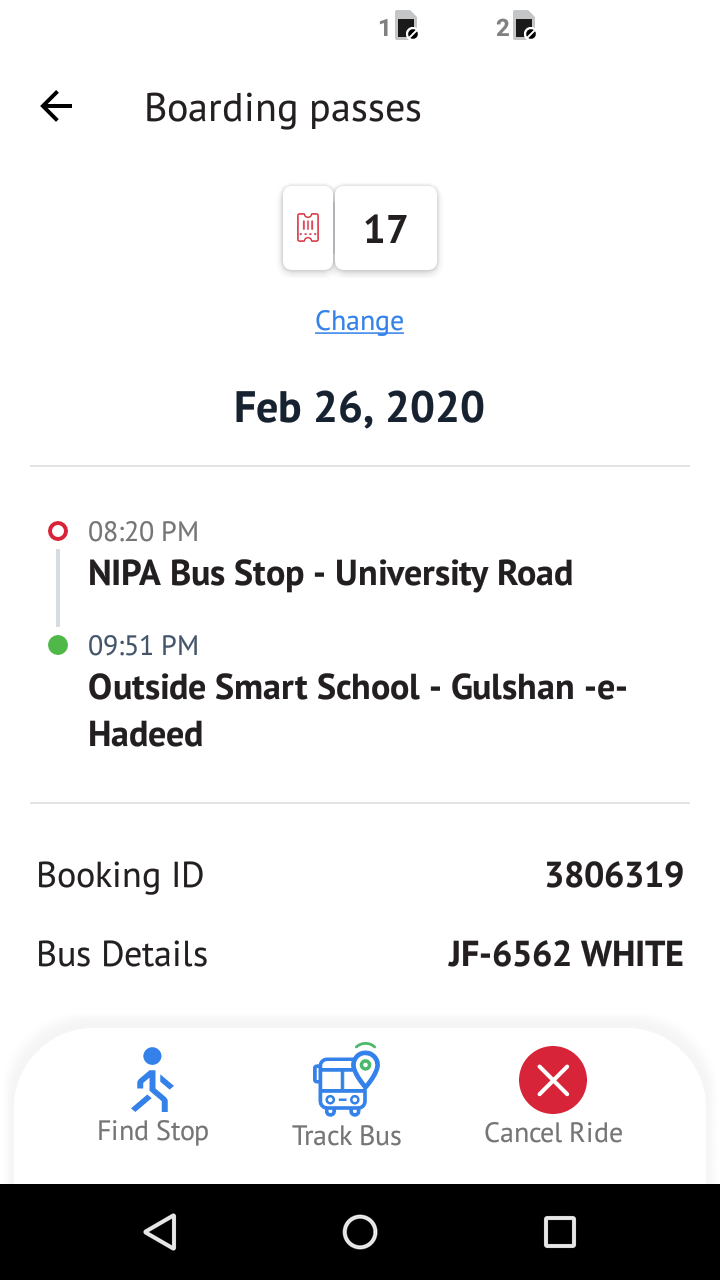 1 2
Boarding passes
17
Change
Feb 26, 2020
08:20 PM
NIPA Bus Stop - University Road
09:51 PM
Outside Smart School - Gulshan -e-
Hadeed
Booking ID 3806319
Bus Details JF-6562 WHITE
Find Stop Track Bus Cancel Ride